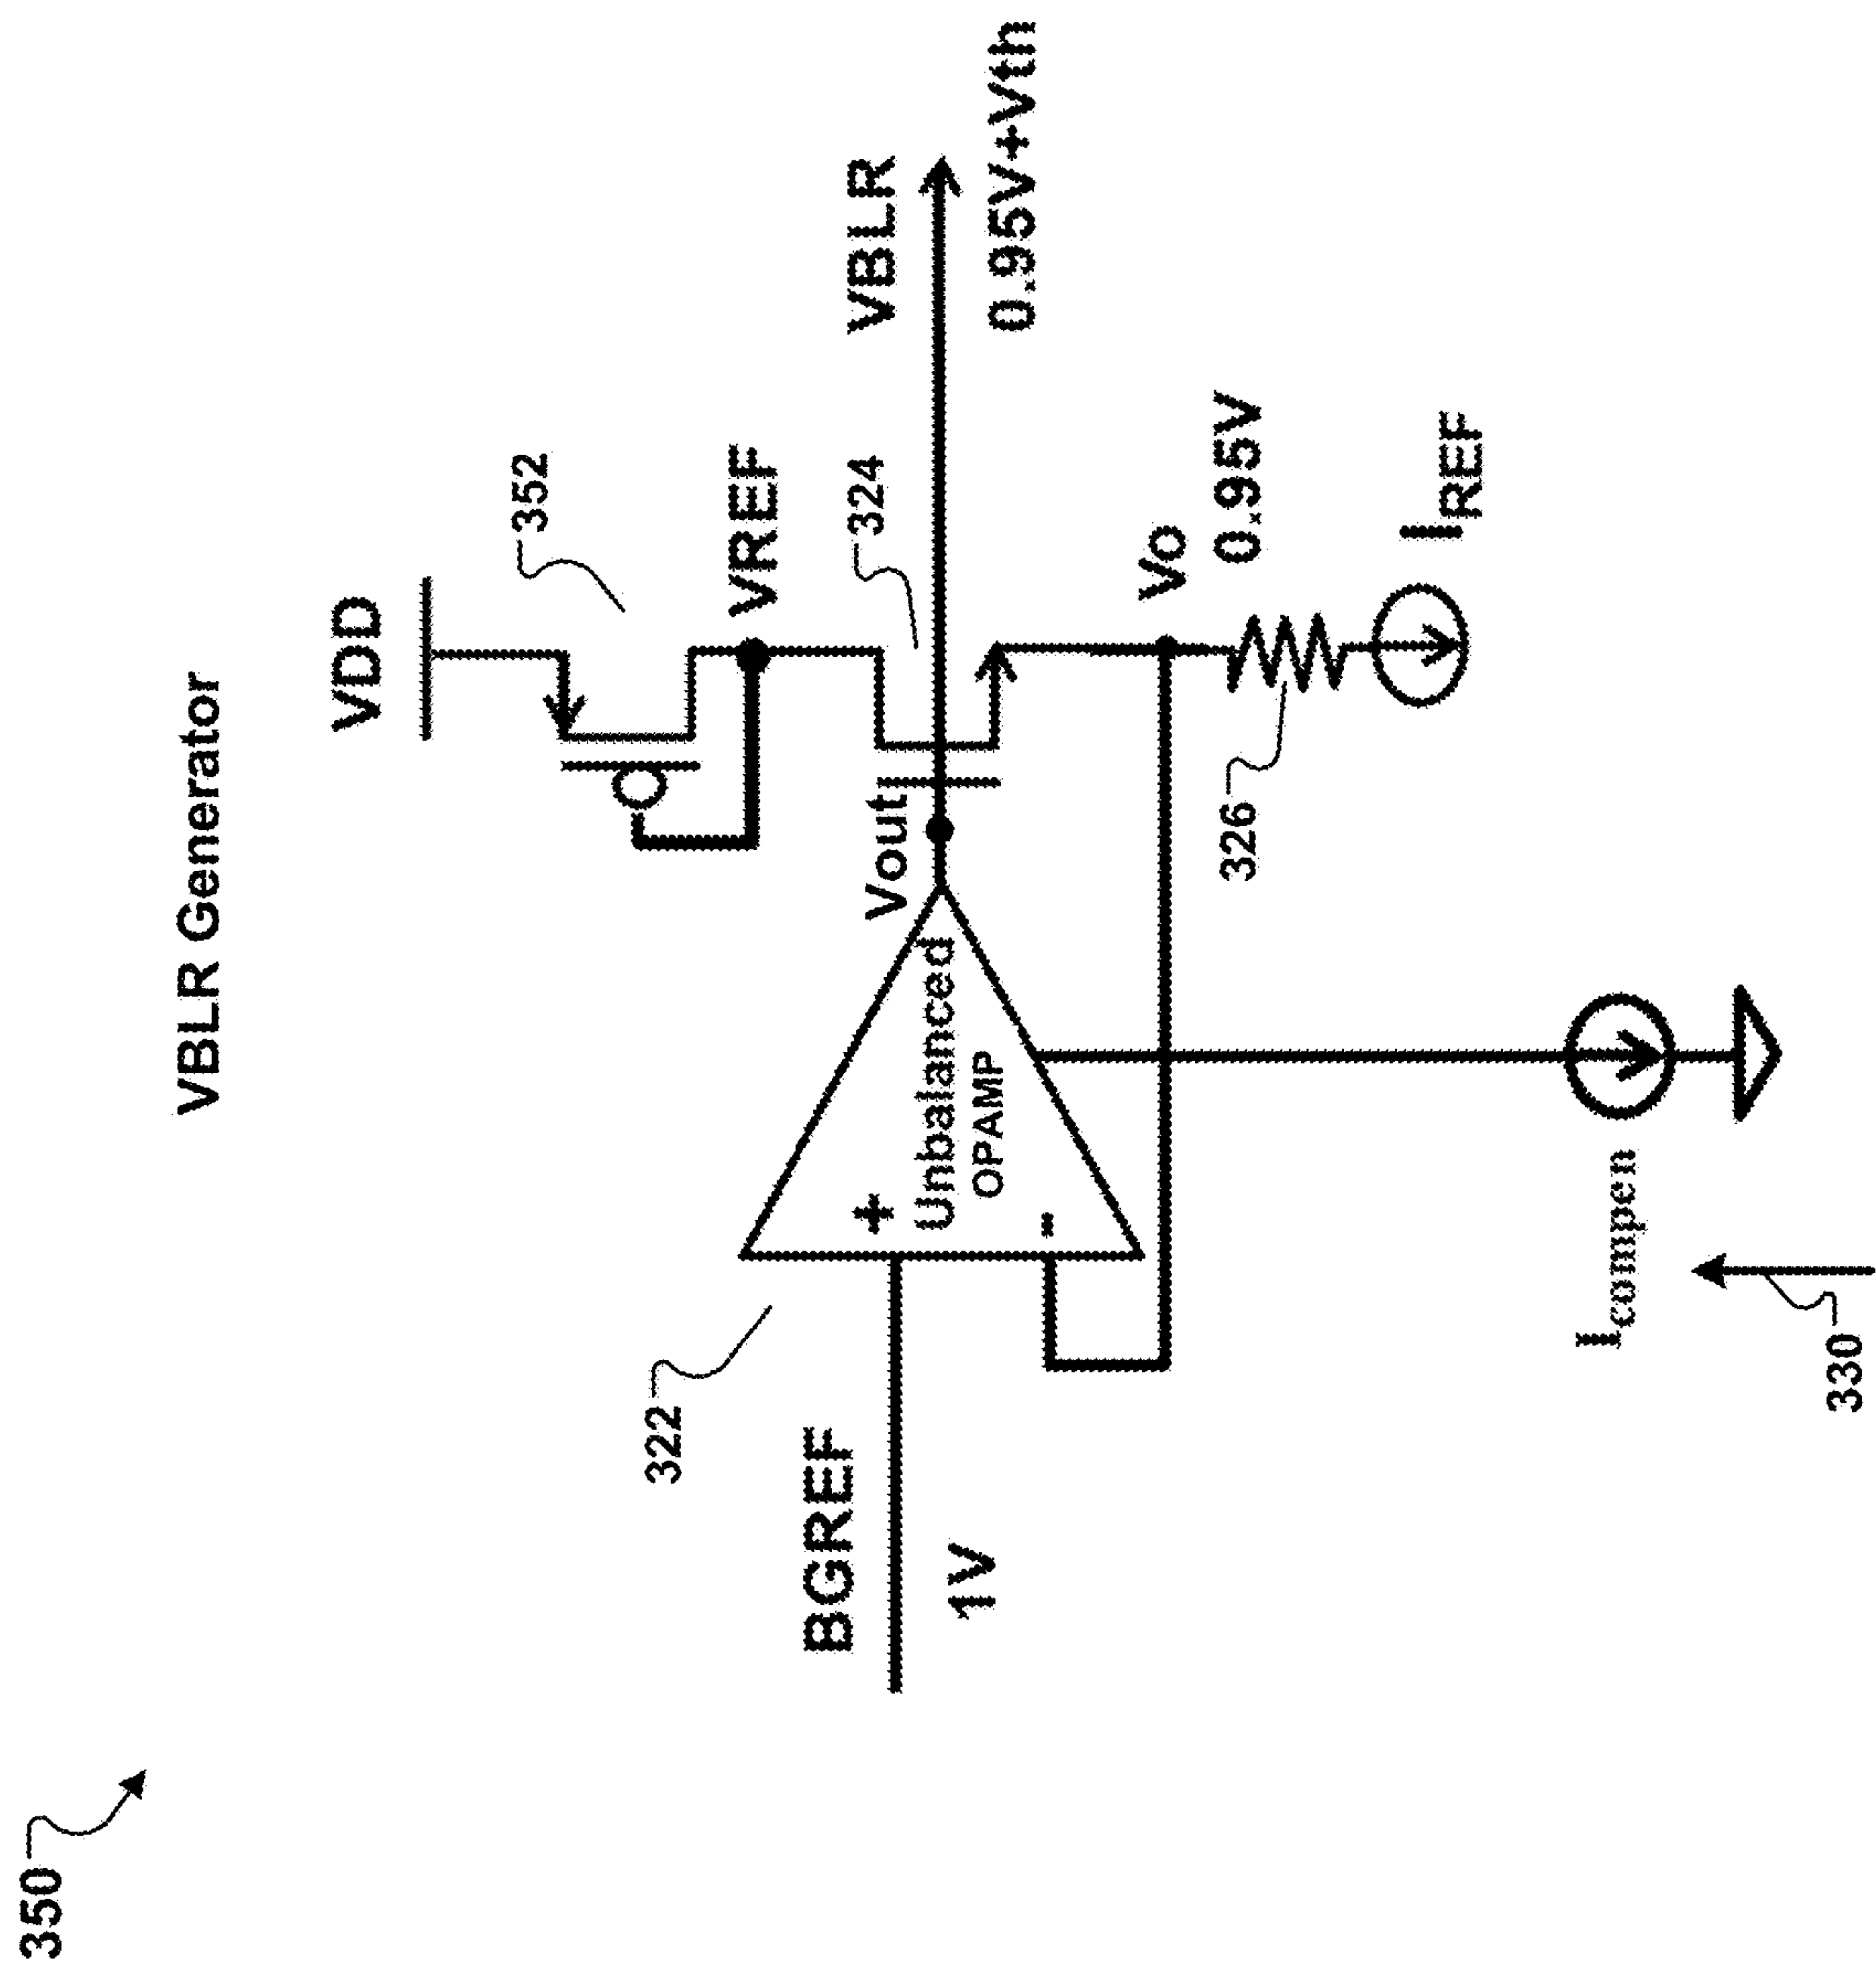 350
VBLR Generator
VDD
352
VREF
322
Vout
324
VBLR
BGREF
+
Unbalanced
OPAMP
-
0.95V+Vth
1V
Vo
326
0.95V
IREF
Icompen
330